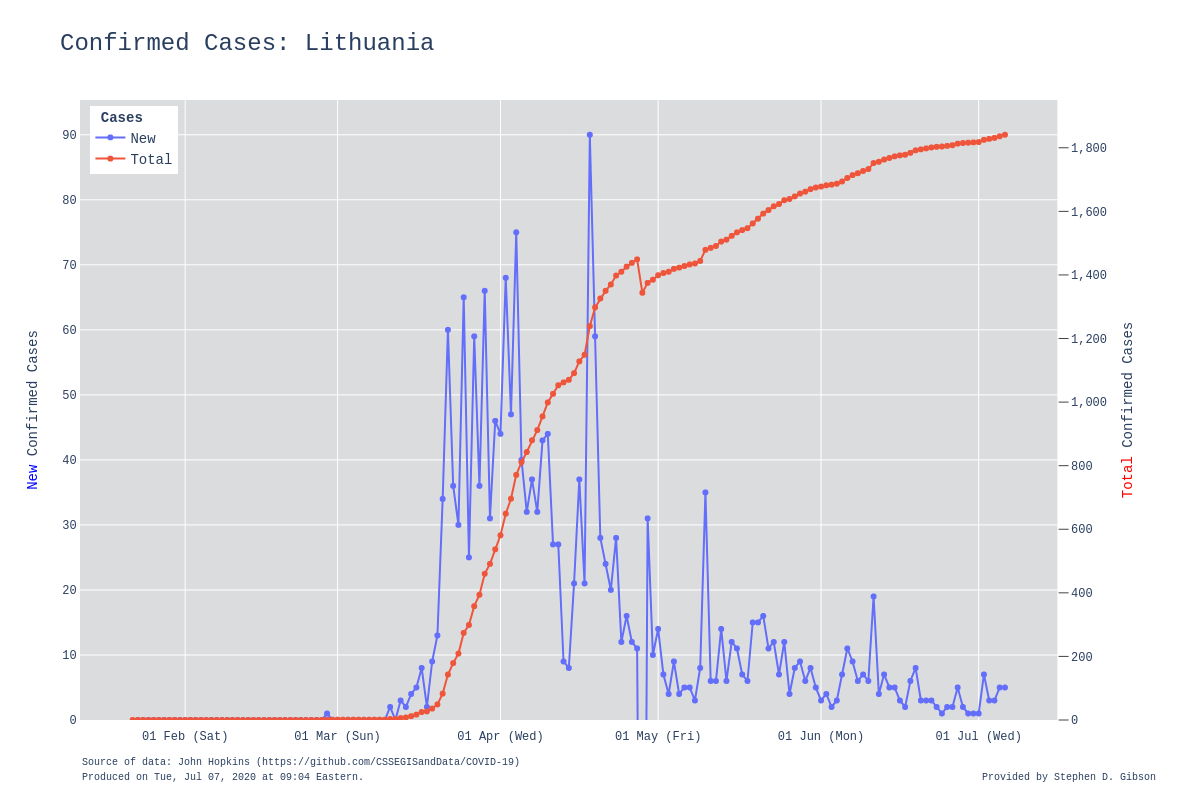 Confirmed Cases: Lithuania
Cases
New
Total
90
80
70
60
50
40
30
20
10
0
New Confirmed Cases
1,800
1,600
1,400
1,200
1,000
800
600
400
200
0
Total Confirmed Cases
01 Feb (Sat)
01 Mar (Sun)
01 Apr (Wed)
01 May (Fri)
01 Jun (Mon)
01 Jul (Wed)
Source of data: John Hopkins (https://github.com/CSSEGISandData/COVID-19)
Produced on Tue, Jul 07, 2020 at 09:04 Eastern.
Provided by Stephen D. Gibson